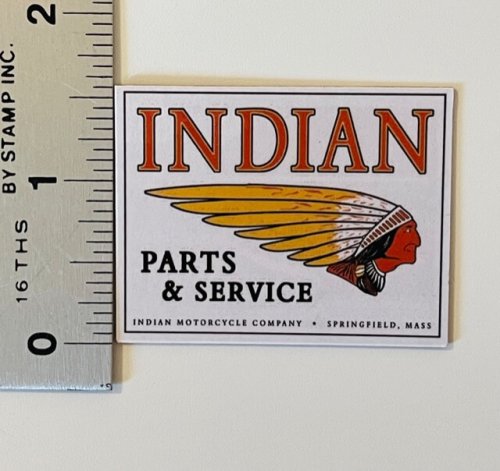 INDIAN
PARTS
& SERVICE
INDIAN MOTORCYCLE COMPANY • SPRINGFIELD, MASS
2
1
0
16THS
BY STAMP INC.